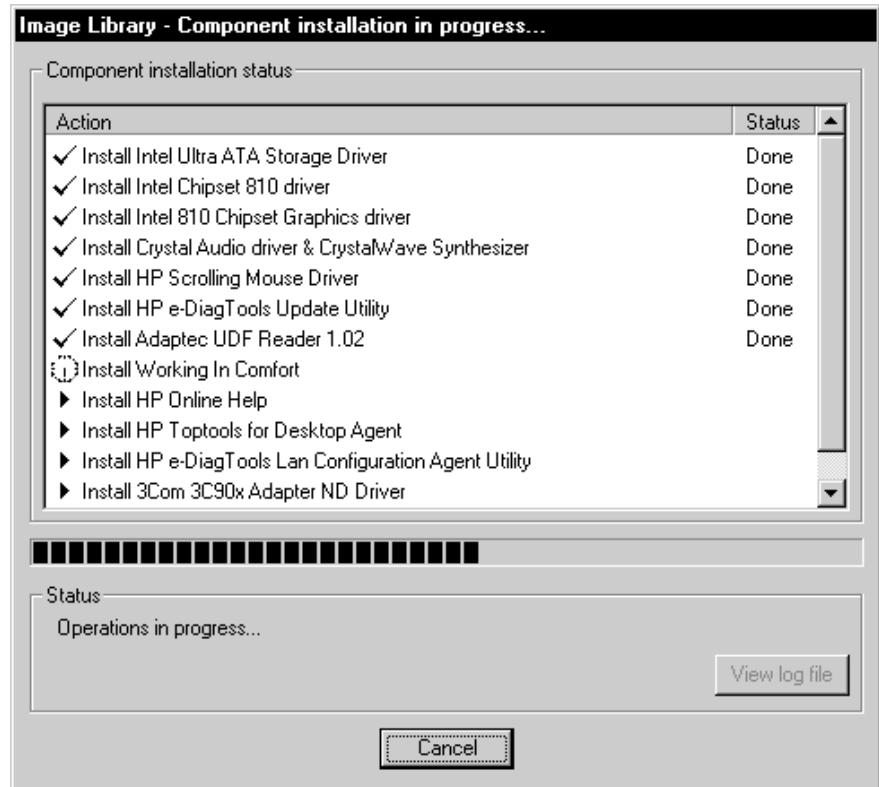 Image Library - Component installation in progress...
Component installation status
Action Status
Install Intel Ultra ATA Storage Driver Done
Install Intel Chipset 810 driver Done
Install Intel 810 Chipset Graphics driver Done
Install Crystal Audio driver & CrystalWave Synthesizer Done
Install HP Scrolling Mouse Driver Done
Install HP e-DiagTools Update Utility Done
Install Adaptec UDF Reader 1.02 Done
Install Working In Comfort
Install HP Online Help
Install HP Toptools for Desktop Agent
Install HP e-DiagTools Lan Configuration Agent Utility
Install 3Com 3C90x Adapter ND Driver
Status
Operations in progress...
View log file
Cancel